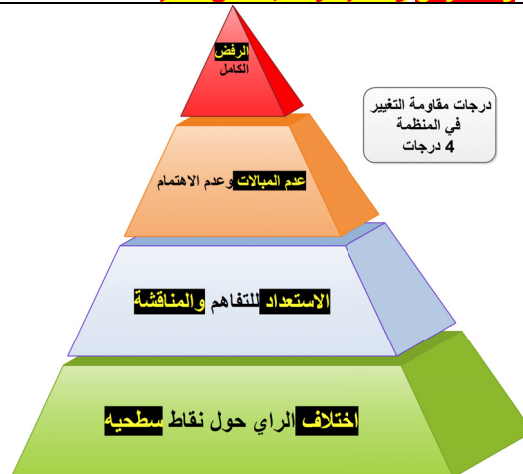 الرفض
الكامل
درجات مقاومة التغيير
في المنظمة
4 درجات
عدم المبالات وعدم الاهتمام
الاستعداد للتفاهم والمناقشة
اختلاف الراي حول نقاط سطحيه